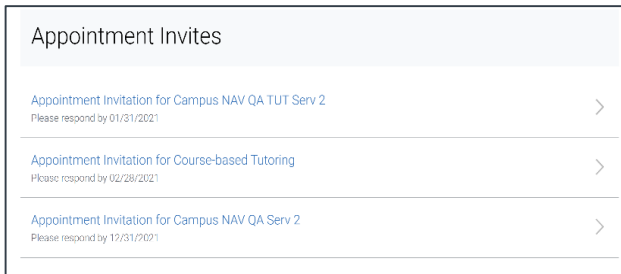 Appointment Invites
Appointment Invitation for Campus NAV QA TUT Serv 2
Please respond by 01/31/2021
Appointment Invitation for Course-based Tutoring
Please respond by 02/28/2021
Appointment Invitation for Campus NAV QA Serv 2
Please respond by 12/31/2021